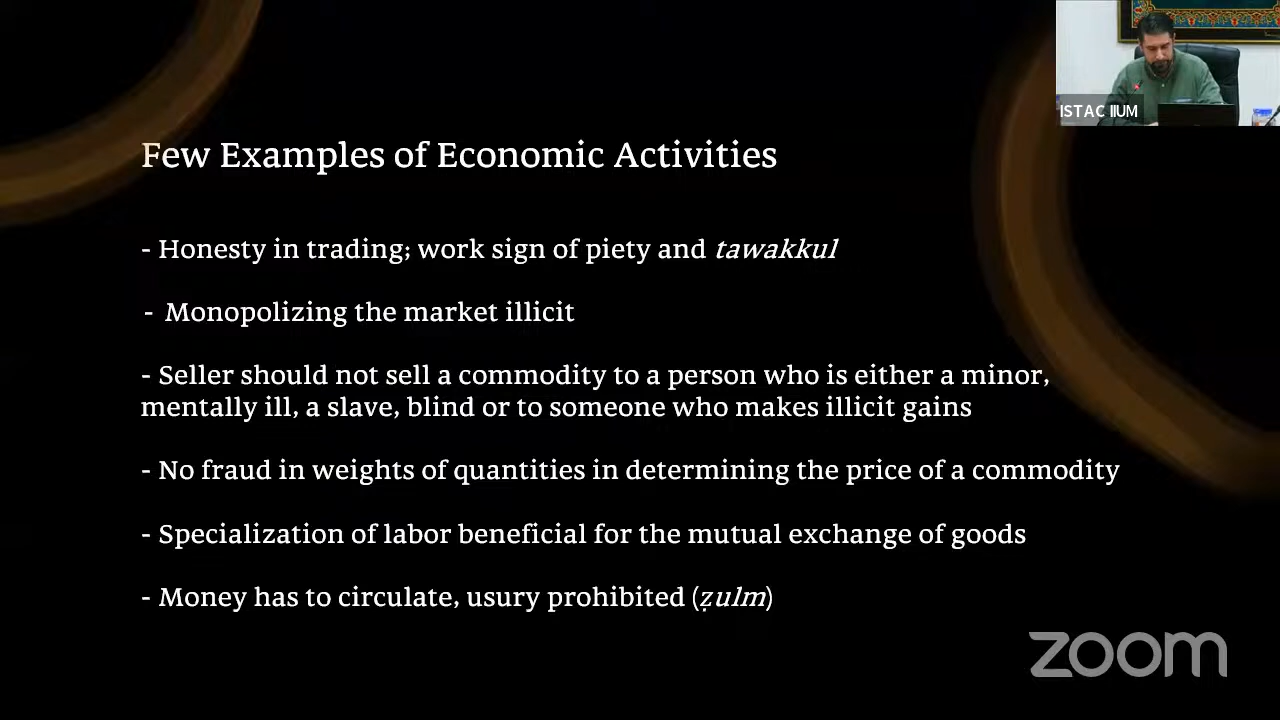 ISTAC IIUM
Few Examples of Economic Activities
- Honesty in trading; work sign of piety and tawakkul
- Monopolizing the market illicit
- Seller should not sell a commodity to a person who is either a minor,
mentally ill, a slave, blind or to someone who makes illicit gains
- No fraud in weights of quantities in determining the price of a commodity
- Specialization of labor beneficial for the mutual exchange of goods
- Money has to circulate, usury prohibited (ẓulm)
zoom